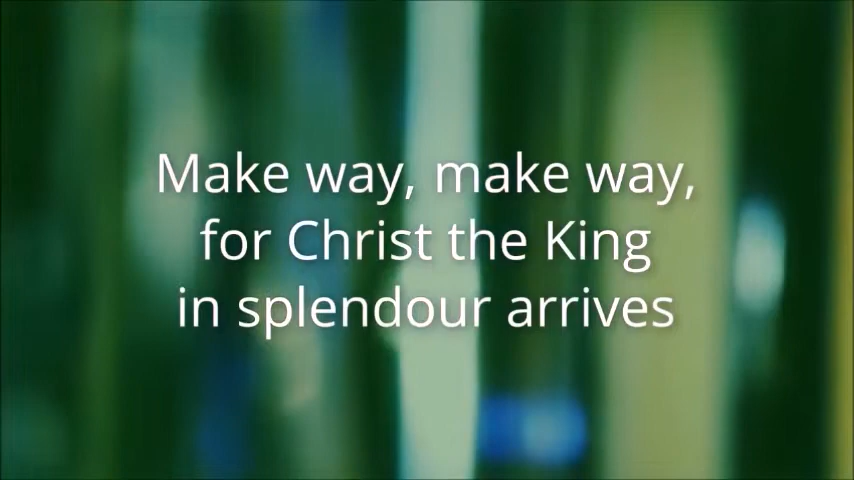 Make way, make way,
for Christ the King
in splendour arrives